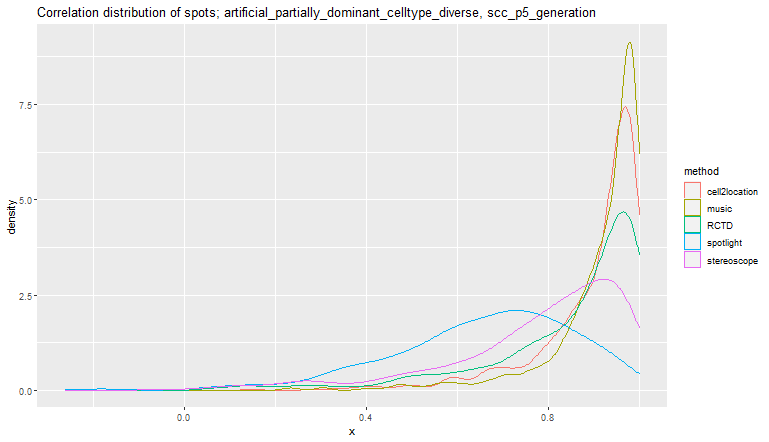 Correlation distribution of spots; artificial_partially_dominant_celltype_diverse, scc_p5_generation
7.5
5.0
2.5
0.0
density
0.0 0.4 0.8
x
method
cell2location
music
RCTD
spotlight
stereoscope